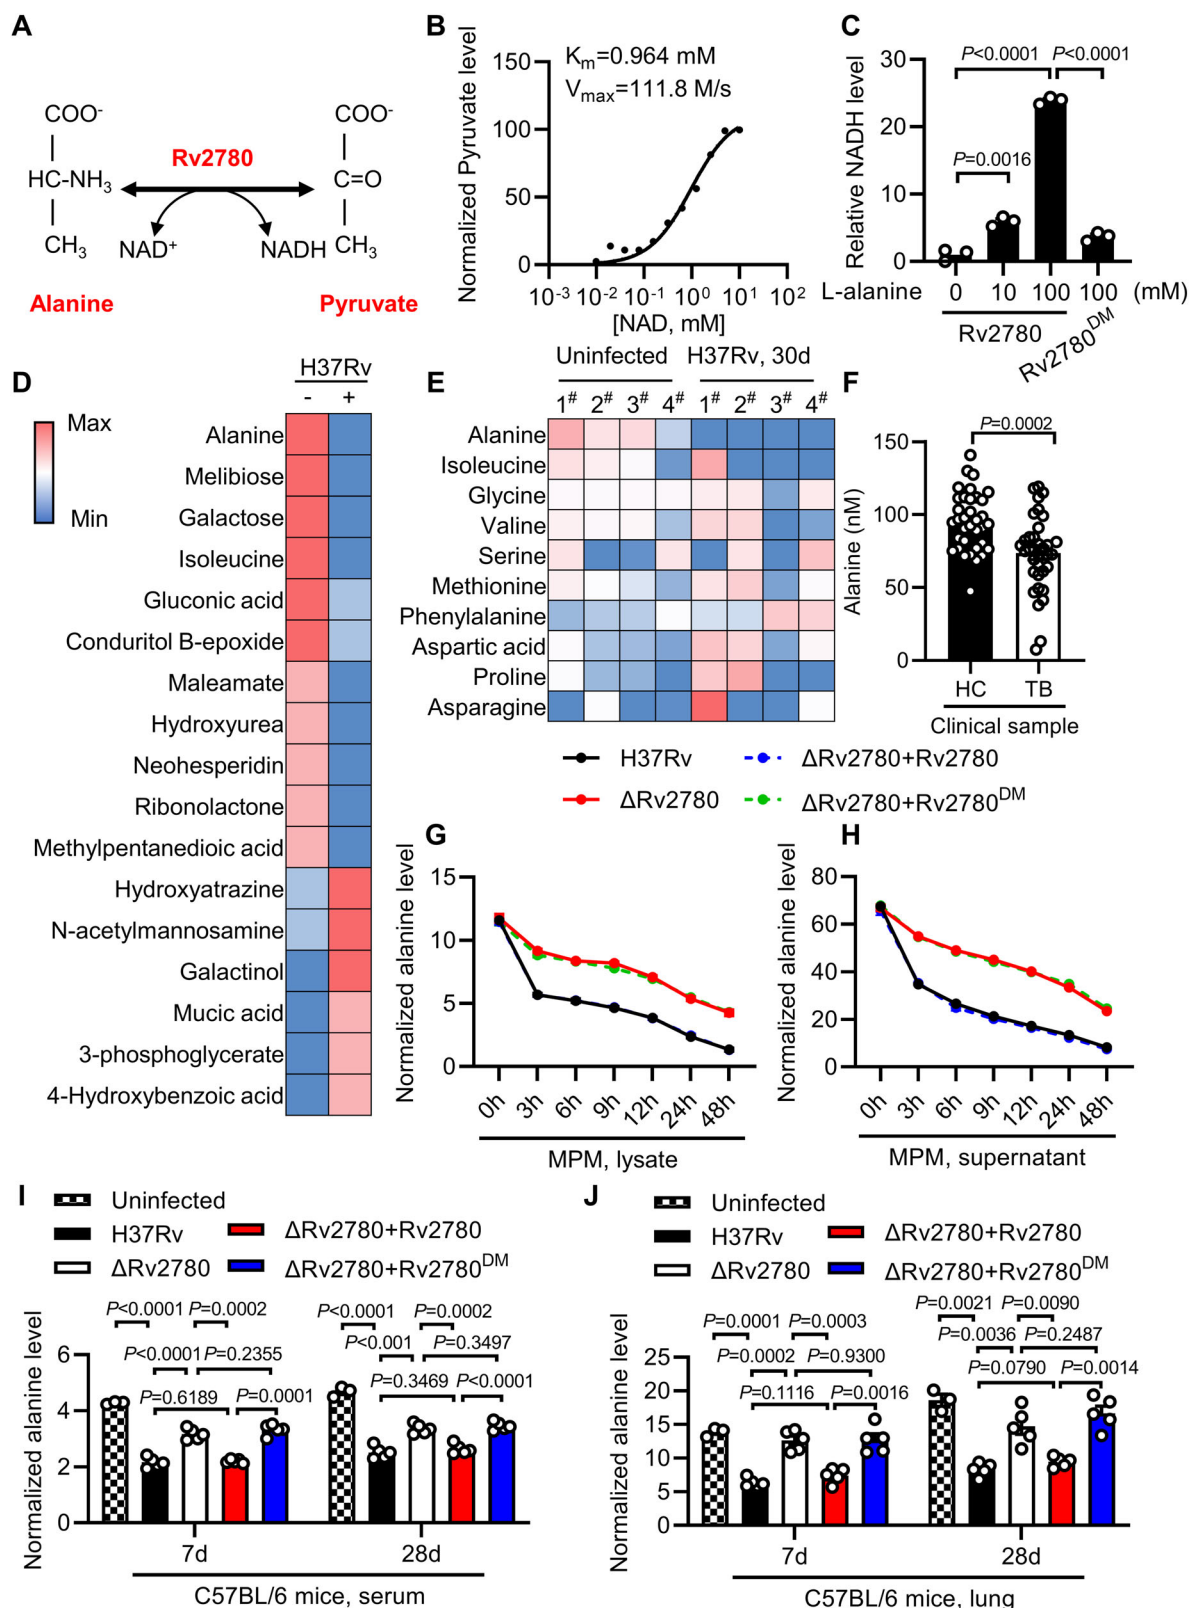 A
COO-
HC-NH3
CH3
Rv2780
NAD+
NADH
COO-
C=O
CH3
Alanine
Pyruvate
B
Normalized Pyruvate level
Km=0.964 mM
Vmax=111.8 M/s
150
100
50
0
10-3 10-2 10-1 100 101 102
[NAD, mM]
C
Relative NADH level
30
20
10
0
P<0.0001 <0.0001
P=0.0016
L-alanine 0 10 100 100 (mM)
Rv2780
Rv2780DM
D
H37Rv
- +
Max
Min
Alanine
Melibiose
Galactose
Isoleucine
Gluconic acid
Conduritol B-epoxide
Maleamate
Hydroxyurea
Neohesperidin
Ribonolactone
Methylpentanedioic acid
Hydroxyatrazine
N-acetylmannosamine
Galactinol
Mucic acid
3-phosphoglycerate
4-Hydroxybenzoic acid
E
Uninfected H37Rv, 30d
1# 2# 3# 4# 1# 2# 3# 4#
Alanine
Isoleucine
Glycine
Valine
Serine
Methionine
Phenylalanine
Aspartic acid
Proline
Asparagine
F
P=0.0002
Alanine (nM)
150
100
50
0
HC TB
Clinical sample
H37Rv ΔRv2780+Rv2780
ΔRv2780 ΔRv2780+Rv2780DM
G
Normalized alanine level
15
10
5
0
0h 3h 6h 9h 12h 24h 48h
MPM, lysate
H
Normalized alanine level
80
60
40
20
0
0h 3h 6h 9h 12h 24h 48h
MPM, supernatant
I
Uninfected
H37Rv ΔRv2780+Rv2780
ΔRv2780 ΔRv2780+Rv2780DM
P<0.0001 P=0.0002
P<0.0001 P=0.2355
P=0.6189 P=0.0001
P<0.0001 P=0.0002
P<0.001 P=0.3497
P=0.3469 P<0.0001
Normalized alanine level
6
4
2
0
7d 28d
C57BL/6 mice, serum
J
Uninfected
H37Rv ΔRv2780+Rv2780
ΔRv2780 ΔRv2780+Rv2780DM
P=0.0001 P=0.0003
P=0.0002 P=0.9300
P=0.1116 P=0.0016
P=0.0021 P=0.0090
P=0.0036 P=0.2487
P=0.0790 P=0.0014
Normalized alanine level
25
20
15
10
5
0
7d 28d
C57BL/6 mice, lung